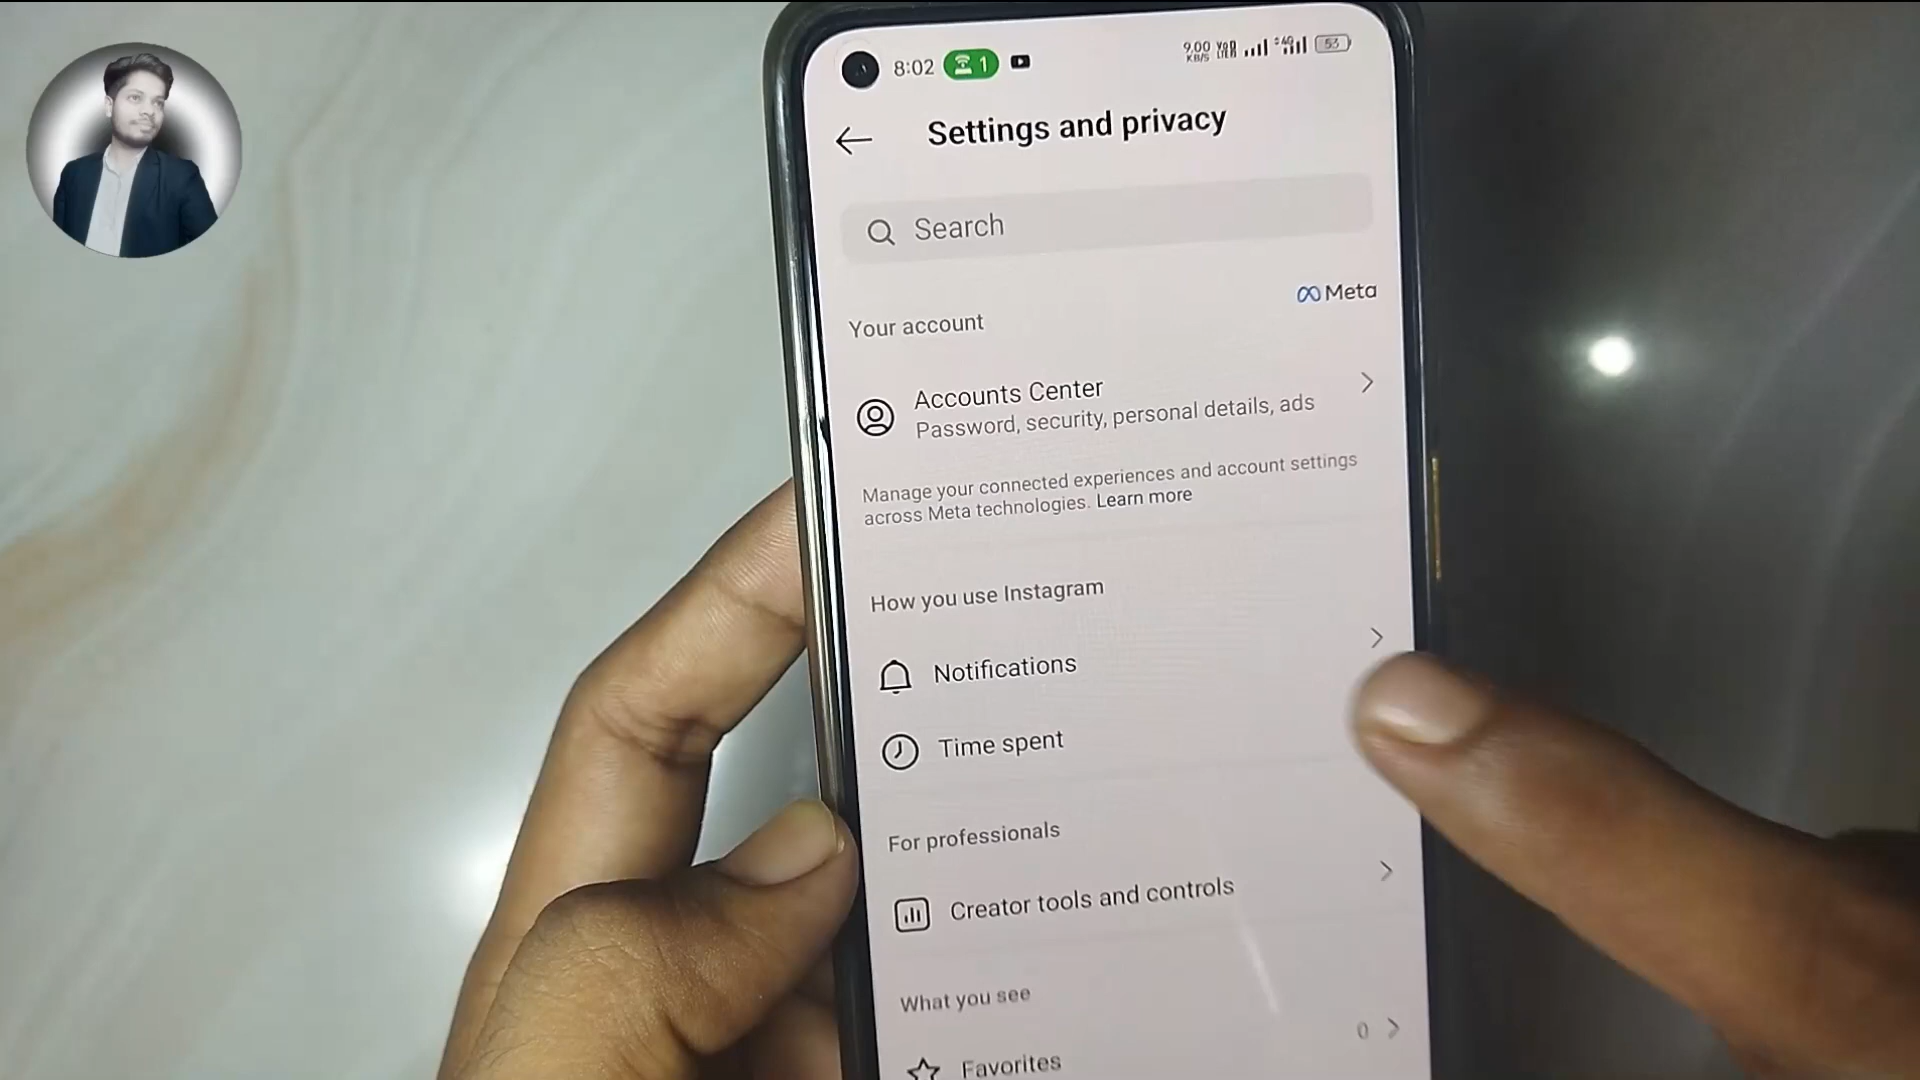 8:02 1 9.00 KB/S 4G 53
Settings and privacy
Search
Meta
Your account
Accounts Center
Password, security, personal details, ads
Manage your connected experiences and account settings
across Meta technologies. Learn more
How you use Instagram
Notifications
Time spent
For professionals
Creator tools and controls
What you see
Favorites 0